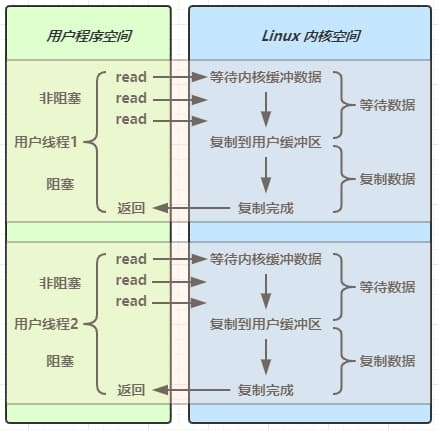 用户程序空间
Linux 内核空间
read
等待内核缓冲数据
非阻塞
read
等待数据
read
用户线程1
复制到用户缓冲区
阻塞
复制数据
返回
复制完成
read
等待内核缓冲数据
非阻塞
read
等待数据
read
用户线程2
复制到用户缓冲区
阻塞
复制数据
返回
复制完成